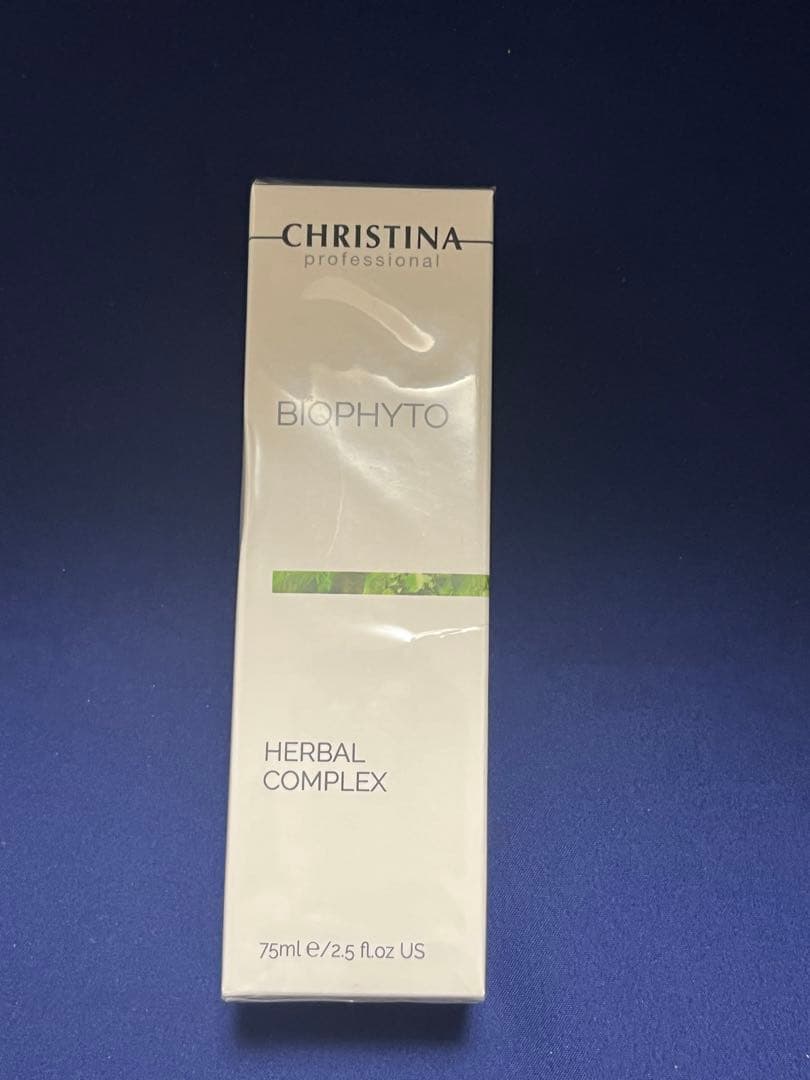 CHRISTINA
professional
BIOPHYTO
HERBAL
COMPLEX
75ml ℮/2.5 fl.oz US